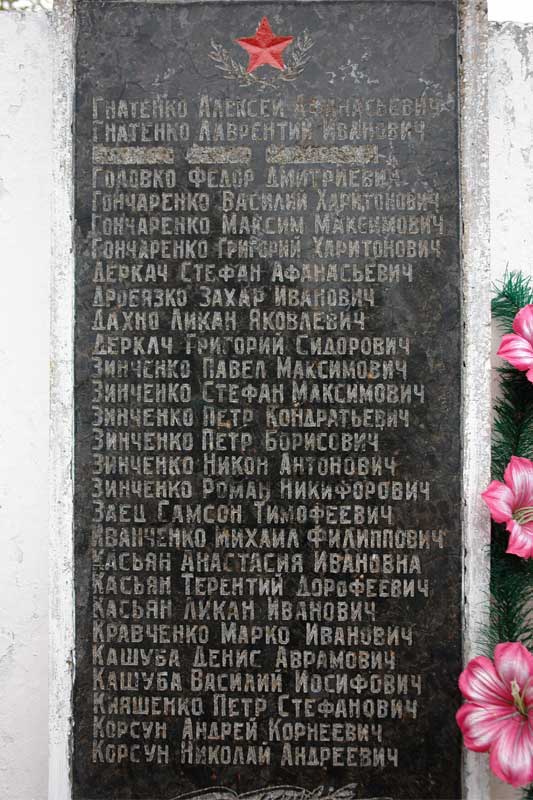 Гнатенко Алексей Афанасьевич
Гнатенко Лаврентий Иванович
Головко Федор Дмитриевич
Гончаренко Василий Харитонович
Гончаренко Максим Максимович
Гончаренко Григорий Харитонович
Деркач Стефан Афанасьевич
Дробязко Захар Иванович
Дахно Ликан Яковлевич
Деркач Григорий Сидорович
Зинченко Павел Максимович
Зинченко Стефан Максимович
Зинченко Петр Кондратьевич
Зинченко Петр Борисович
Зинченко Никон Антонович
Зинченко Роман Никифорович
Заец Самсон Тимофеевич
Иванченко Михаил Филиппович
Касьян Анастасия Ивановна
Касьян Терентий Дорофеевич
Касьян Лукан Иванович
Кравченко Марко Иванович
Кашуба Денис Аврамович
Кашуба Василий Иосифович
Княшенко Петр Стефанович
Корсун Андрей Корнеевич
Корсун Николай Андреевич